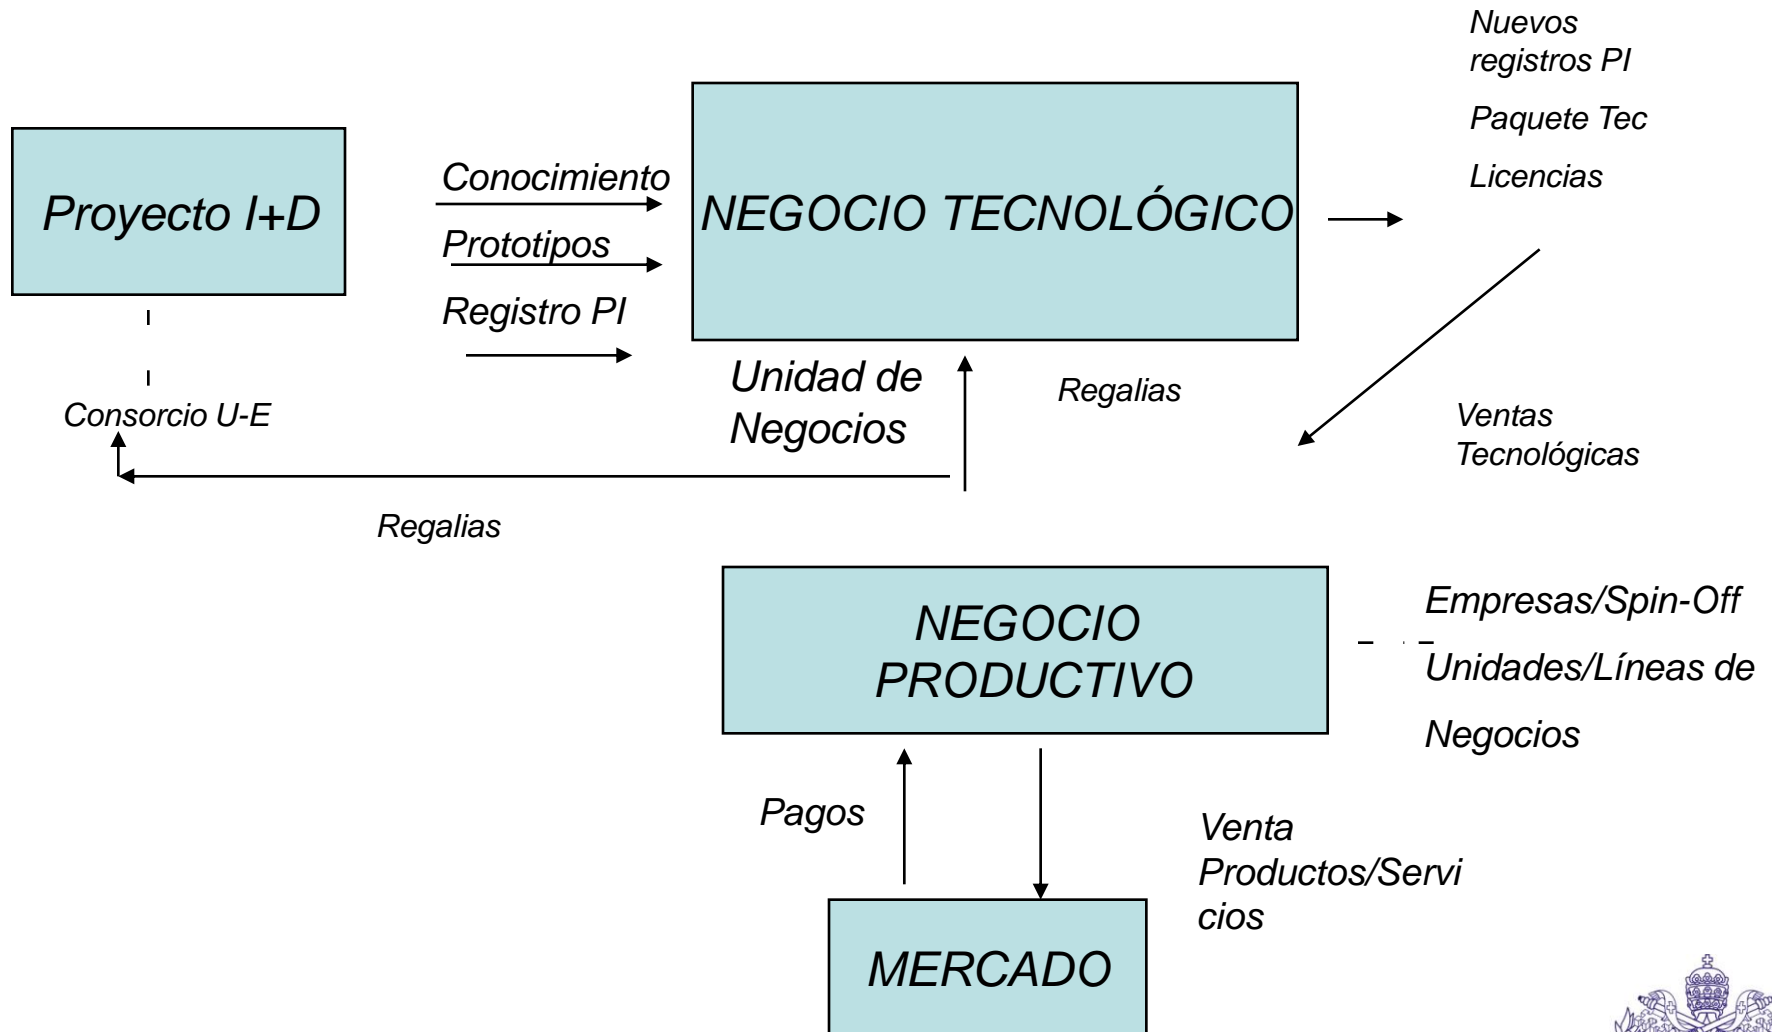 Nuevos
registros PI
Paquete Tec
Licencias
Proyecto I+D
Conocimiento
Prototipos
Registro PI
NEGOCIO TECNOLÓGICO
Unidad de
Negocios
Regalias
Consorcio U-E
Ventas
Tecnológicas
Regalias
NEGOCIO
PRODUCTIVO
Empresas/Spin-Off
Unidades/Líneas de
Negocios
Pagos
Venta
Productos/Servi
cios
MERCADO